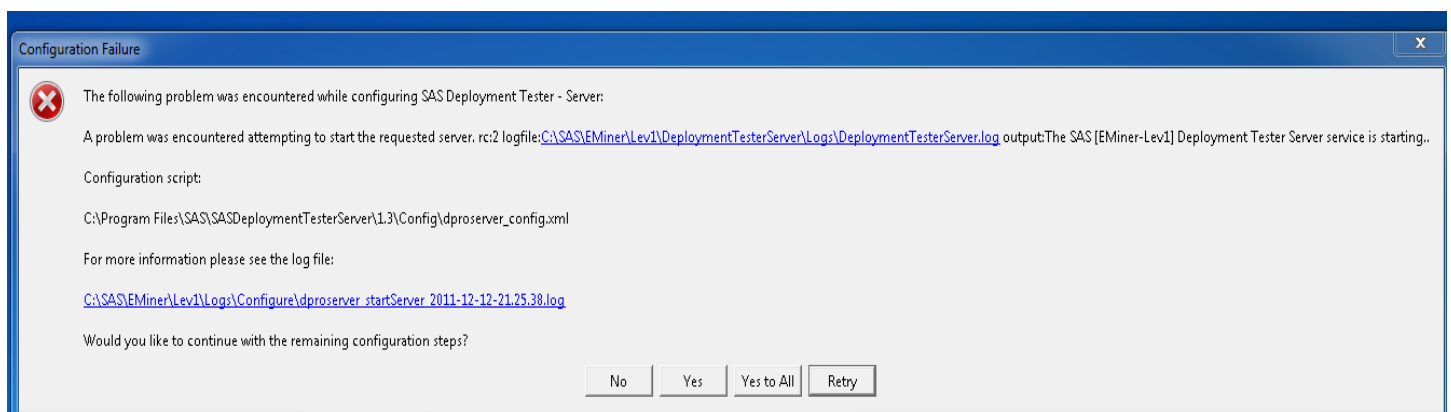 Configuration Failure
X
The following problem was encountered while configuring SAS Deployment Tester - Server:
A problem was encountered attempting to start the requested server. rc:2 logfile:C:\SAS\EMiner\Lev1\DeploymentTesterServer\Logs\DeploymentTesterServer.log output:The SAS [EMiner-Lev1] Deployment Tester Server service is starting..
Configuration script:
C:\Program Files\SAS\SASDeploymentTesterServer\1.3\Config\dproserver_config.xml
For more information please see the log file:
C:\SAS\EMiner\Lev1\Logs\Configure\dproserver_startServer_2011-12-12-21.25.38.log
Would you like to continue with the remaining configuration steps?
No Yes Yes to All Retry